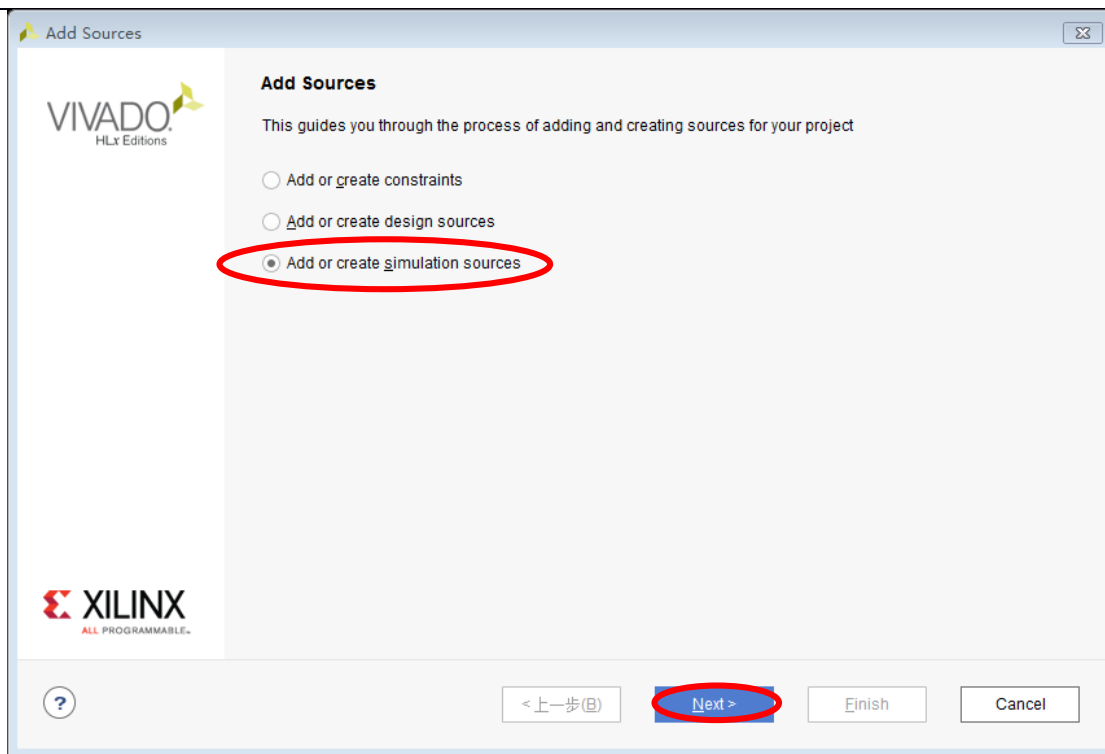 Add Sources
VIVADO.
HLx Editions
Add Sources
This guides you through the process of adding and creating sources for your project
Add or create constraints
Add or create design sources
Add or create simulation sources
XILINX
ALL PROGRAMMABLE™
?
<上一步(B)
Next >
Finish
Cancel